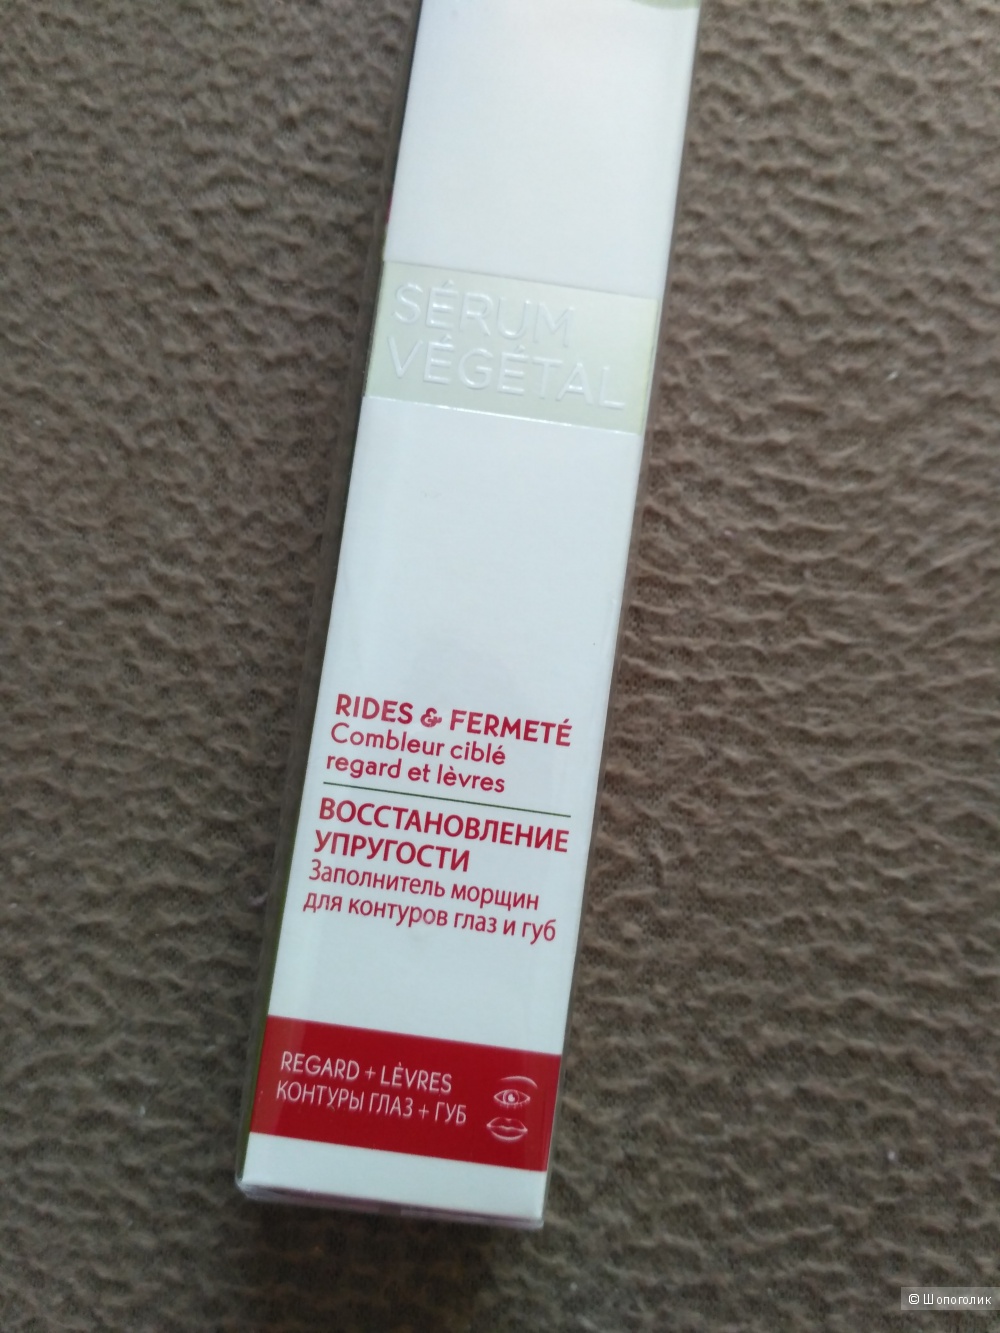 SÉRUM
VÉGÉTAL
RIDES & FERMETÉ
Combleur ciblé
regard et lèvres
ВОССТАНОВЛЕНИЕ
УПРУГОСТИ
Заполнитель морщин
для контуров глаз и губ
REGARD + LÈVRES
КОНТУРЫ ГЛАЗ + ГУБ
© Шопоголик